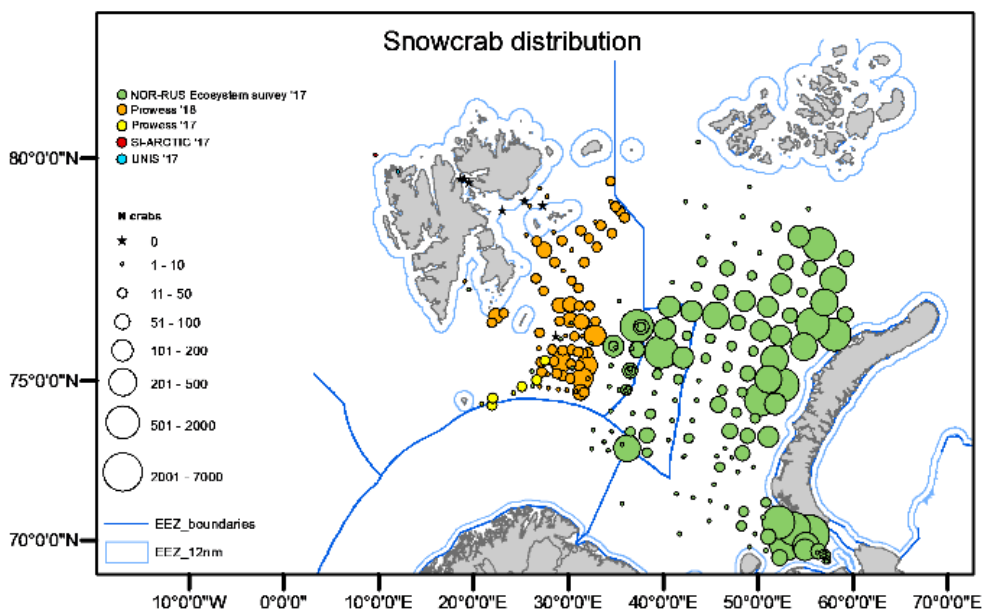 Snowcrab distribution
NOR-RUS Ecosystem survey '17
Prowess '18
Prowess '17
SI-ARCTIC '17
UNIS '17
N crabs
0
1 - 10
11 - 50
51 - 100
101 - 200
201 - 500
501 - 2000
2001 - 7000
EEZ_boundaries
EEZ_12nm
80°0'0"N
75°0'0"N
70°0'0"N
10°0'0"W 0°0'0" 10°0'0"E 20°0'0"E 30°0'0"E 40°0'0"E 50°0'0"E 60°0'0"E 70°0'0"E